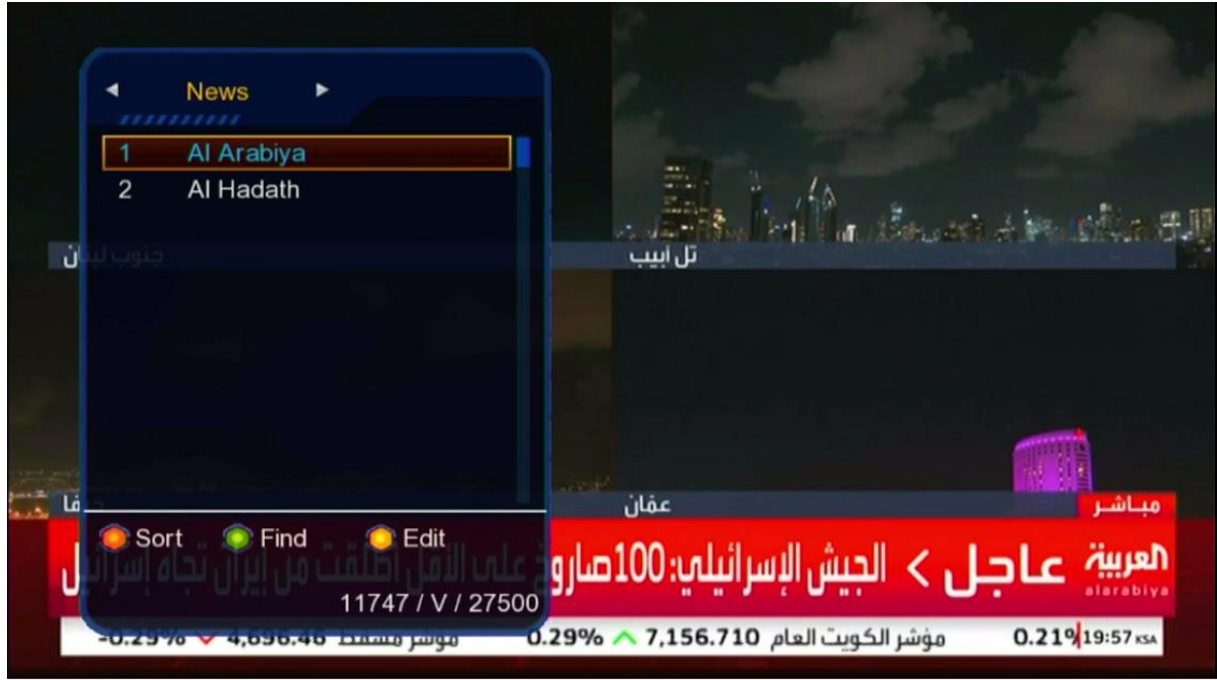 News
1 Al Arabiya
2 Al Hadath
جنوب لبنان
تل أبيب
حيفا
عمّان
مباشر
Sort Find Edit
11747 / V / 27500
العربية
alarabiya
عاجل > الجيش الإسرائيلي: 100صاروخ على الأقل أطلقت من إيران تجاه إسرائيل
19:57 KSA
0.21% مؤشر الكويت العام 7,156.710 0.29% مؤشر مسقط 4,696.46 -0.29%